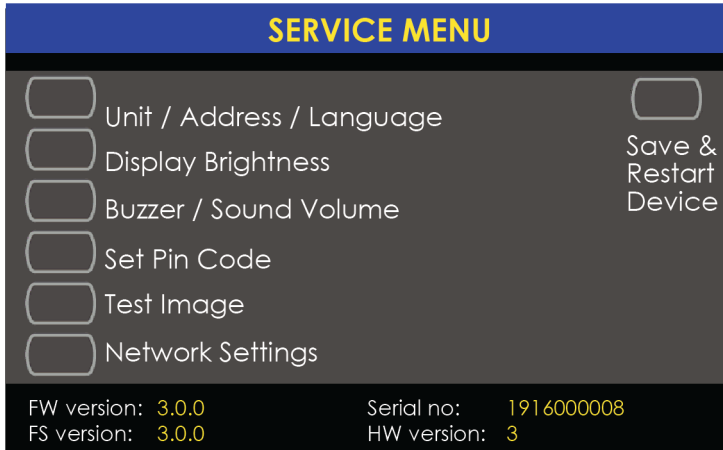 SERVICE MENU
Unit / Address / Language
Display Brightness
Buzzer / Sound Volume
Set Pin Code
Test Image
Network Settings
Save &
Restart
Device
FW version: 3.0.0
FS version: 3.0.0
Serial no: 1916000008
HW version: 3